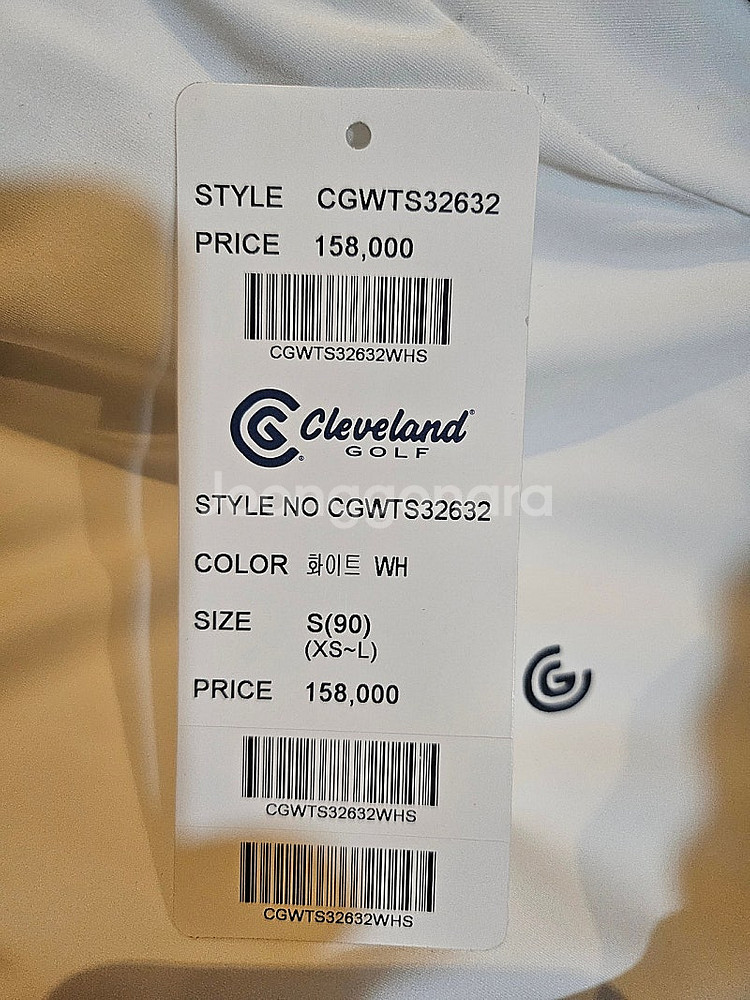 STYLE CGWTS32632
PRICE 158,000
CGWTS32632WHS
Cleveland®
GOLF
joonggonara
STYLE NO CGWTS32632
COLOR 화이트 WH
SIZE S(90)
(XS~L)
PRICE 158,000
CGWTS32632WHS
CGWTS32632WHS